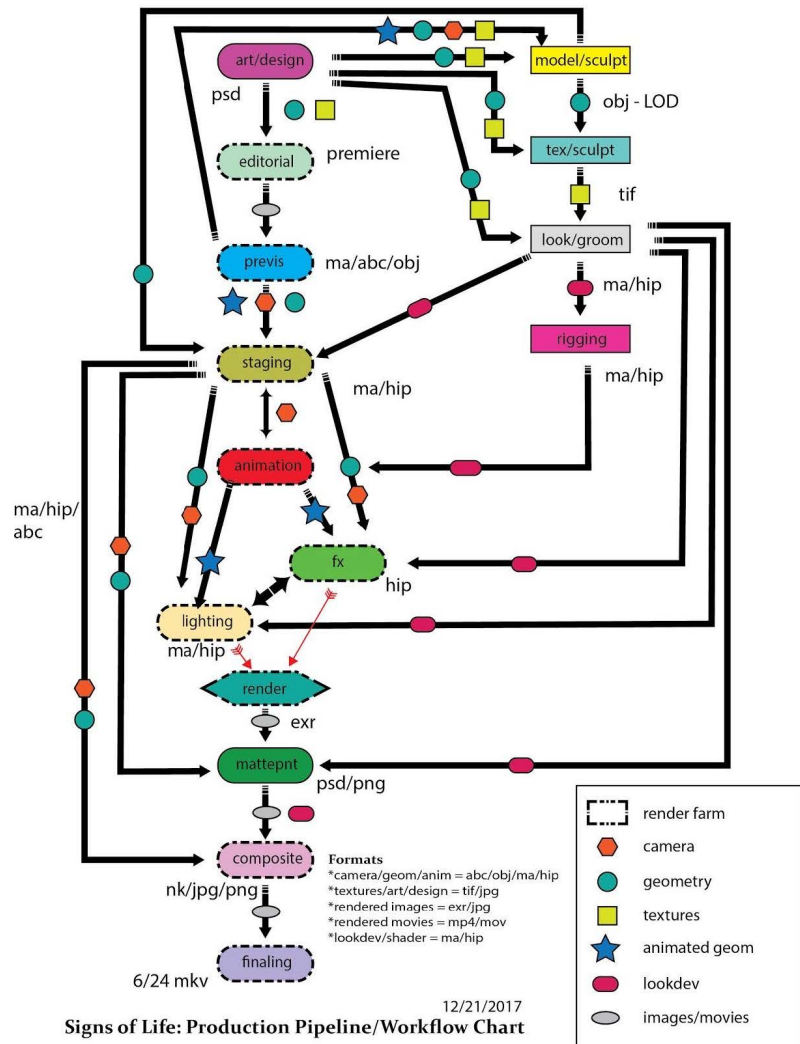 art/design
model/sculpt
psd
obj - LOD
editorial
premiere
tex/sculpt
tif
previs
ma/abc/obj
look/groom
ma/hip
staging
rigging
ma/hip
ma/hip
animation
ma/hip/
abc
fx
hip
lighting
ma/hip
render
exr
mattepnt
psd/png
composite
nk/jpg/png
Formats
*camera/geom/anim = abc/obj/ma/hip
*textures/art/design = tif/jpg
*rendered images = exr/jpg
*rendered movies = mp4/mov
*lookdev/shader = ma/hip
finaling
6/24 mkv
render farm
camera
geometry
textures
animated geom
lookdev
images/movies
12/21/2017
Signs of Life: Production Pipeline/Workflow Chart